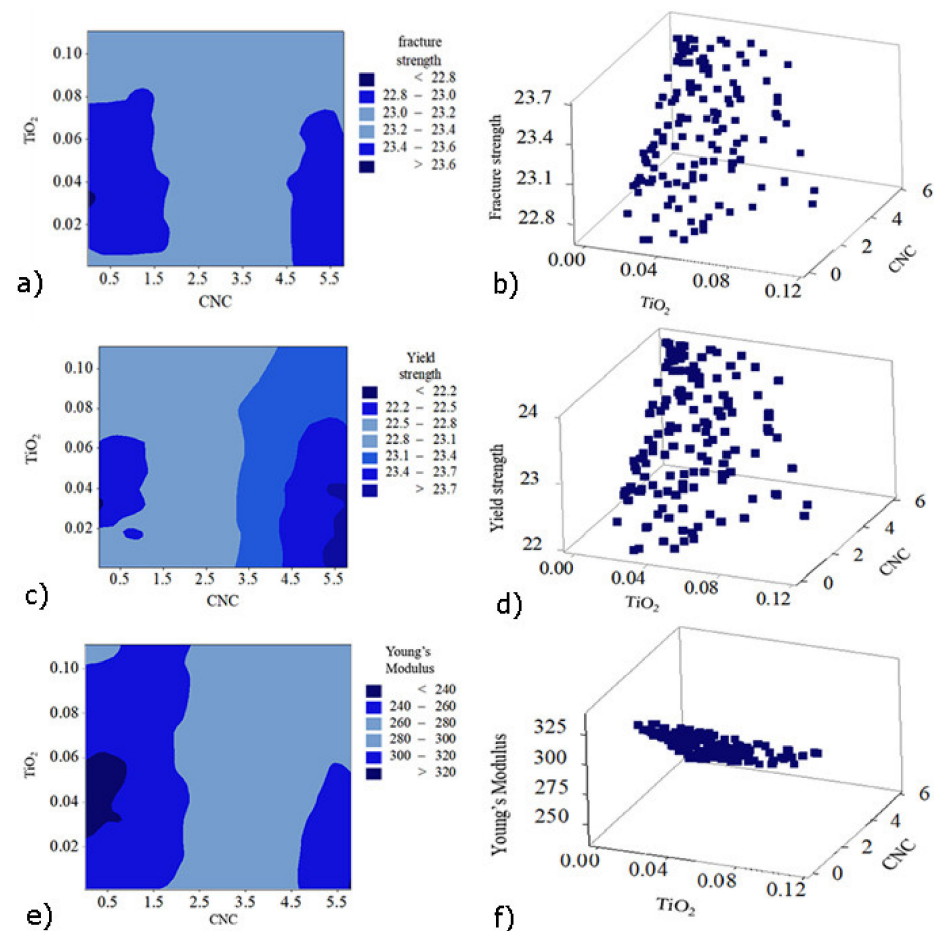 a)
TiO2
0.10
0.08
0.06
0.04
0.02
0.5 1.5 2.5 3.5 4.5 5.5
CNC
fracture
strength
< 22.8
22.8 – 23.0
23.0 – 23.2
23.2 – 23.4
23.4 – 23.6
> 23.6
b)
Fracture strength
23.7
23.4
23.1
22.8
0.00 0.04 0.08 0.12
TiO2
0 2 4 6
CNC
c)
TiO2
0.10
0.08
0.06
0.04
0.02
0.5 1.5 2.5 3.5 4.5 5.5
CNC
Yield
strength
< 22.2
22.2 – 22.5
22.5 – 22.8
22.8 – 23.1
23.1 – 23.4
23.4 – 23.7
> 23.7
d)
Yield strength
24
23
22
0.00 0.04 0.08 0.12
TiO2
0 2 4 6
CNC
e)
TiO2
0.10
0.08
0.06
0.04
0.02
0.5 1.5 2.5 3.5 4.5 5.5
CNC
Young's
Modulus
< 240
240 – 260
260 – 280
280 – 300
300 – 320
> 320
f)
Young's Modulus
325
300
275
250
0.00 0.04 0.08 0.12
TiO2
0 2 4 6
CNC